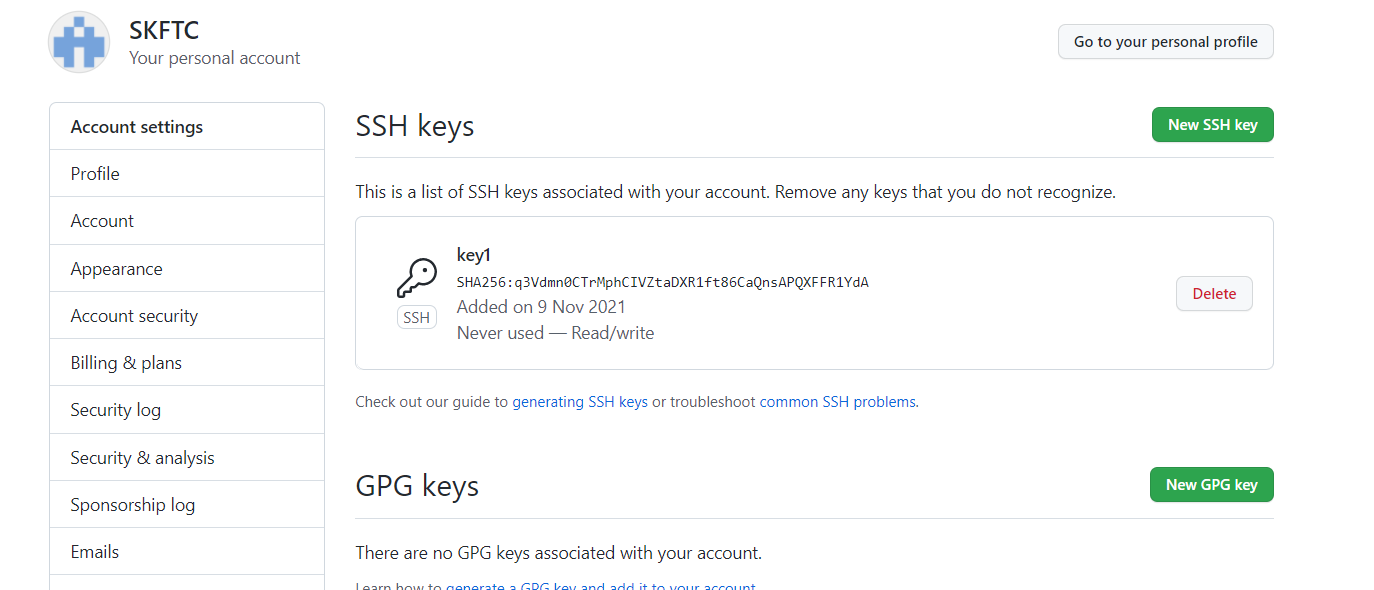 SKFTC
Your personal account
Go to your personal profile
Account settings
Profile
Account
Appearance
Account security
Billing & plans
Security log
Security & analysis
Sponsorship log
Emails
SSH keys
New SSH key
This is a list of SSH keys associated with your account. Remove any keys that you do not recognize.
key1
SHA256:q3Vdmn0CTrMphCIVZtaDXR1ft86CaQnsAPQXFFR1YdA
Added on 9 Nov 2021
Never used — Read/write
SSH
Delete
Check out our guide to generating SSH keys or troubleshoot common SSH problems.
GPG keys
New GPG key
There are no GPG keys associated with your account.
Learn how to generate a GPG key and add it to your account